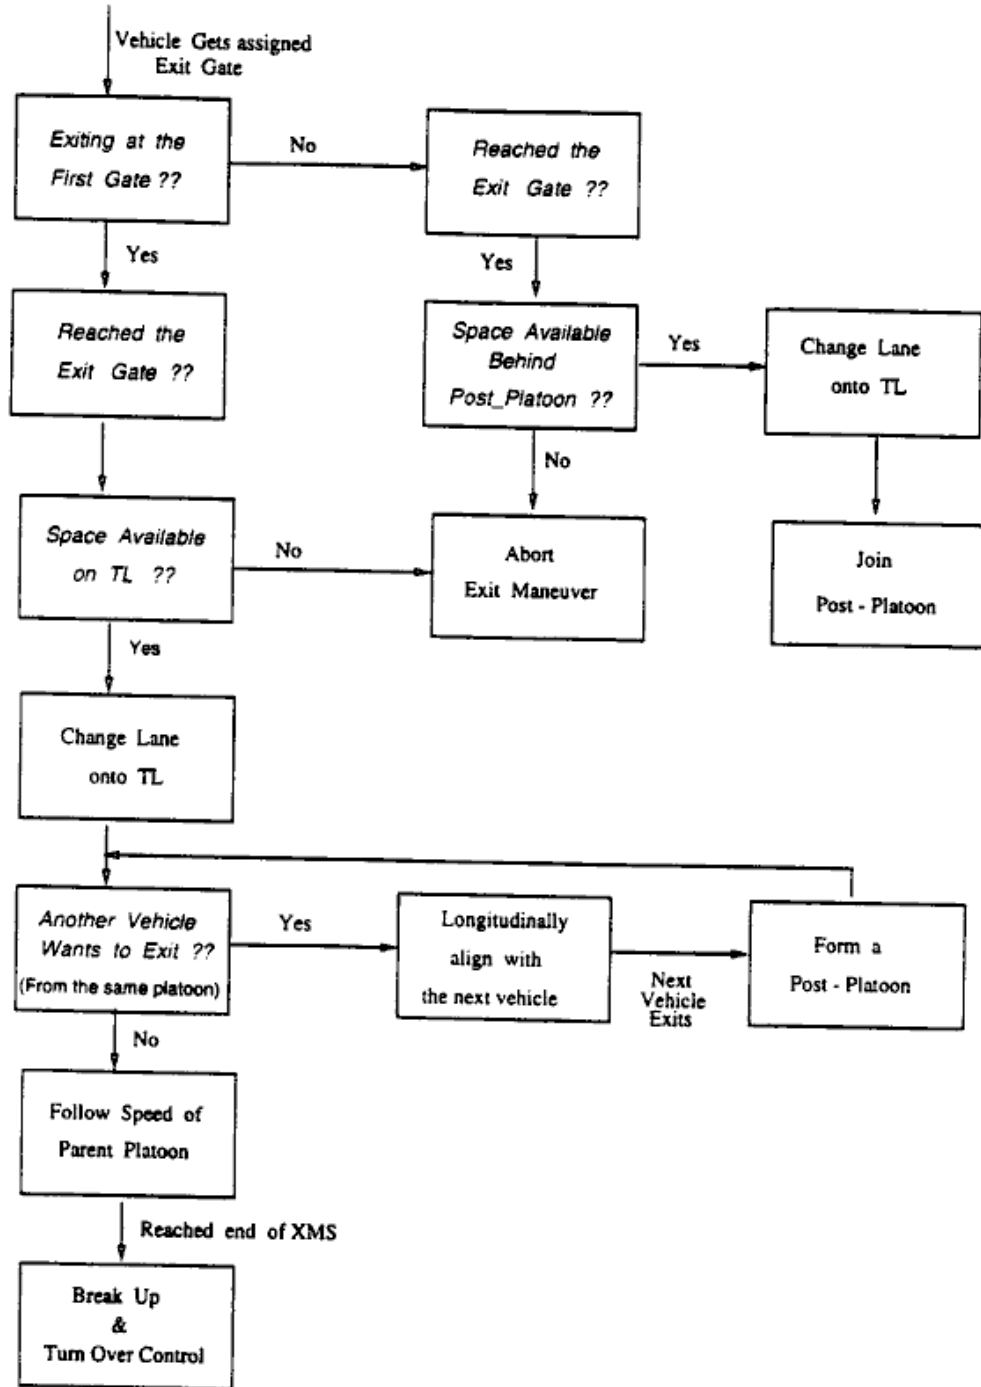 Vehicle Gets assigned
Exit Gate
Exiting at the
First Gate ??
No
Reached the
Exit Gate ??
Yes
Yes
Reached the
Exit Gate ??
Space Available
Behind
Post_Platoon ??
Yes
Change Lane
onto TL
No
Space Available
on TL ??
No
Abort
Exit Maneuver
Join
Post - Platoon
Yes
Change Lane
onto TL
Another Vehicle
Wants to Exit ??
(From the same platoon)
Yes
Longitudinally
align with
the next vehicle
Next
Vehicle
Exits
Form a
Post - Platoon
No
Follow Speed of
Parent Platoon
Reached end of XMS
Break Up
&
Turn Over Control